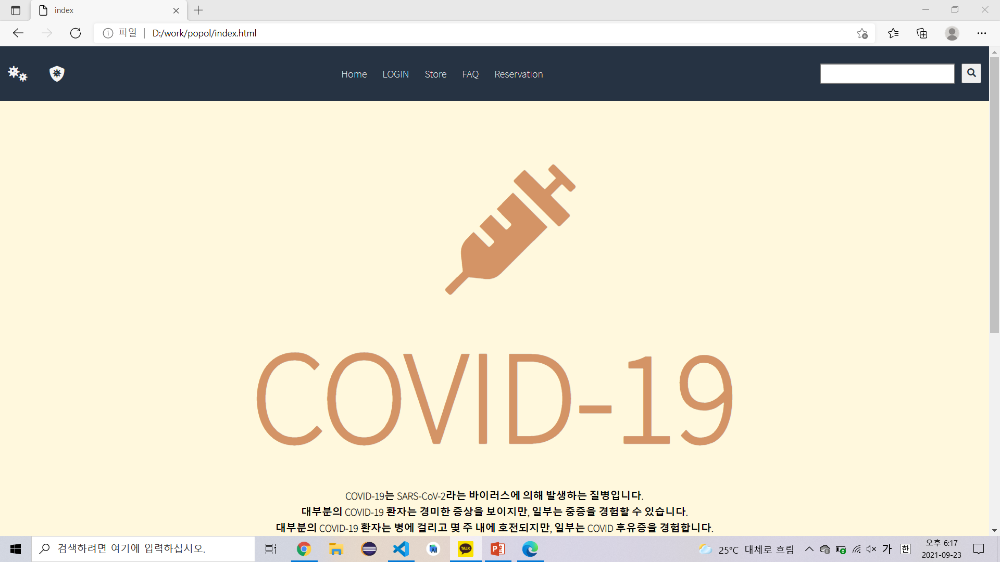 index
파일 | D:/work/popol/index.html
Home LOGIN Store FAQ Reservation
COVID-19
COVID-19는 SARS-CoV-2라는 바이러스에 의해 발생하는 질병입니다.
대부분의 COVID-19 환자는 경미한 증상을 보이지만, 일부는 중증을 경험할 수 있습니다.
대부분의 COVID-19 환자는 병에 걸리고 몇 주 내에 호전되지만, 일부는 COVID 후유증을 경험합니다.
검색하려면 여기에 입력하십시오.
TALK
25°C 대체로 흐림
가
한
오후 6:17
2021-09-23